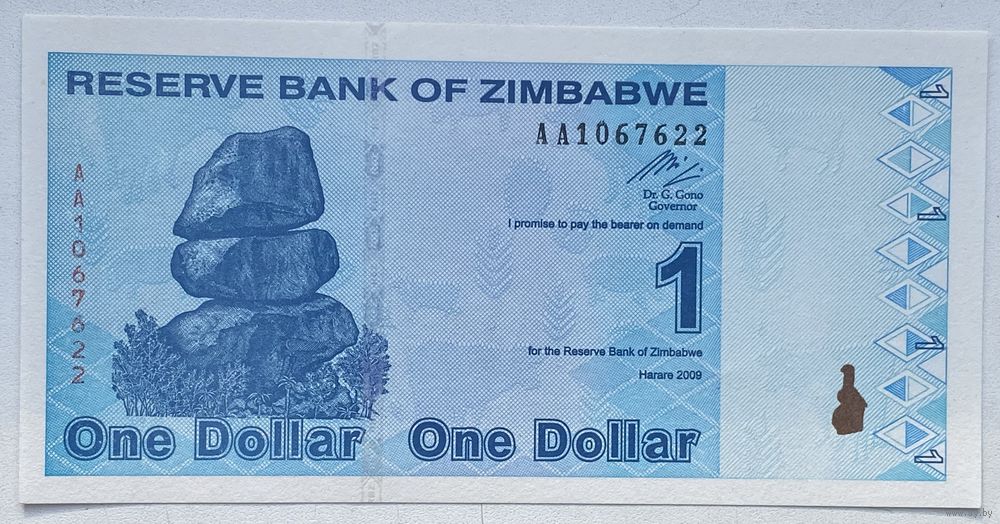 RESERVE BANK OF ZIMBABWE
AA1067622
Dr. G. Gono
Governor
I promise to pay the bearer on demand
1
for the Reserve Bank of Zimbabwe
Harare 2009
One Dollar One Dollar
AA1067622
1
1
1
1